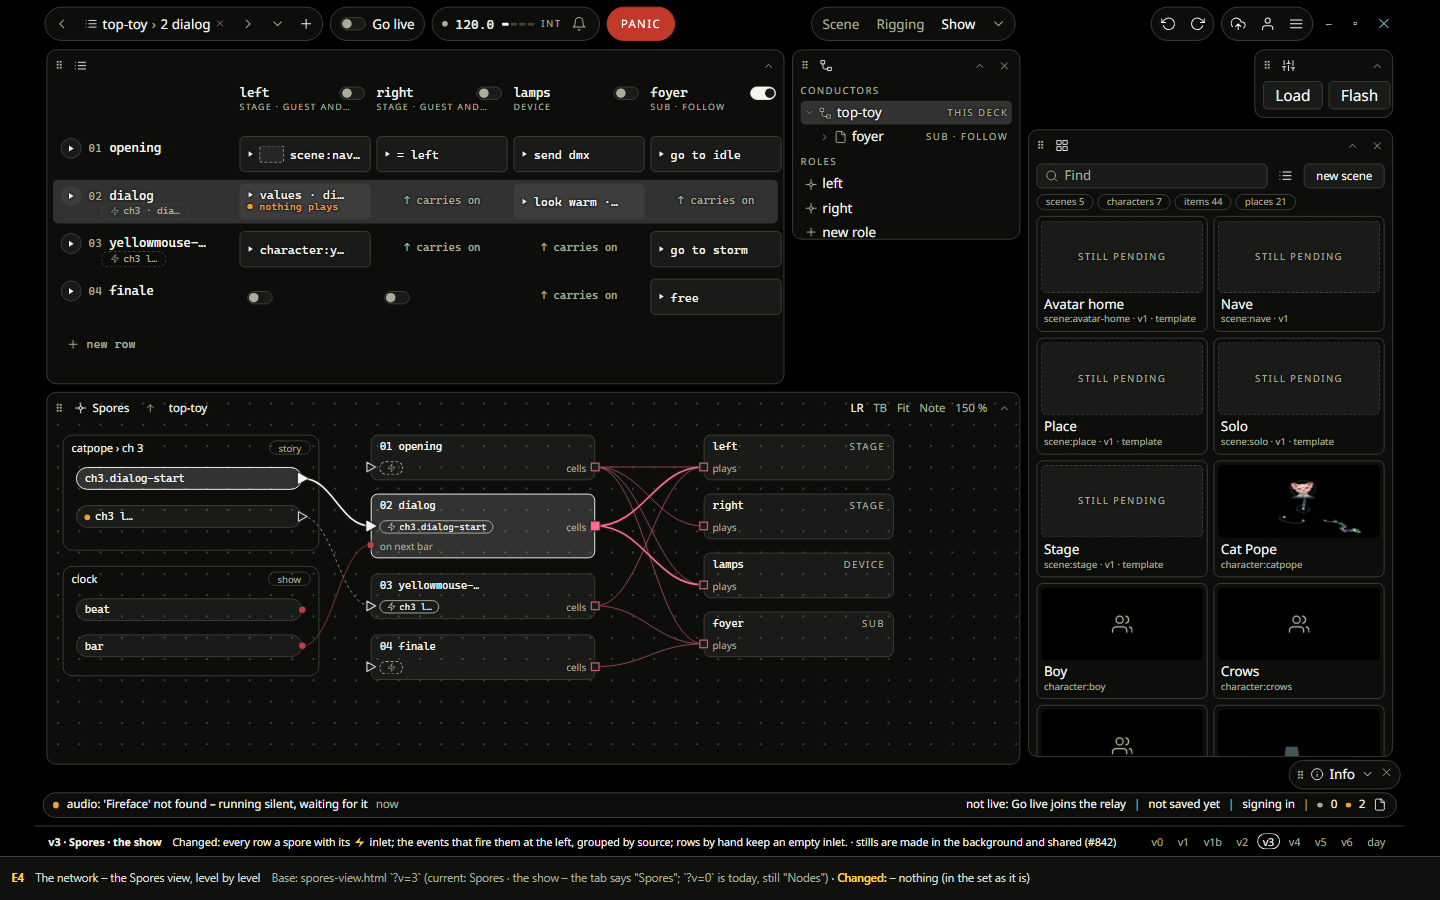 top-toy › 2 dialog ×
Go live
120.0 INT
PANIC
Scene Rigging Show
left right lamps foyer
STAGE · GUEST AND… STAGE · GUEST AND… DEVICE SUB · FOLLOW
01 opening scene:nav… = left send dmx go to idle
02 dialog values · di… ↑ carries on look warm ·… ↑ carries on
ch3 · dia… nothing plays
03 yellowmouse-… character:y… ↑ carries on ↑ carries on go to storm
ch3 l…
04 finale ↑ carries on free
+ new row
CONDUCTORS
top-toy THIS DECK
foyer SUB · FOLLOW
ROLES
left
right
+ new role
Load Flash
Find new scene
scenes 5 characters 7 items 44 places 21
STILL PENDING STILL PENDING
Avatar home Nave
scene:avatar-home · v1 · template scene:nave · v1
STILL PENDING STILL PENDING
Place Solo
scene:place · v1 · template scene:solo · v1 · template
STILL PENDING
Stage Cat Pope
scene:stage · v1 · template character:catpope
Boy Crows
character:boy character:crows
Spores ↑ top-toy LR TB Fit Note 150 %
catpope › ch 3 story
ch3.dialog-start
ch3 l…
clock show
beat
bar
01 opening
cells
02 dialog
ch3.dialog-start cells
on next bar
03 yellowmouse-…
ch3 l… cells
04 finale
cells
left STAGE
plays
right STAGE
plays
lamps DEVICE
plays
foyer SUB
plays
Info
audio: 'Fireface' not found – running silent, waiting for it now
not live: Go live joins the relay | not saved yet | signing in | 0 2
v3 · Spores · the show Changed: every row a spore with its ⚡ inlet; the events that fire them at the left, grouped by source; rows by hand keep an empty inlet. · stills are made in the background and shared (#842) v0 v1 v1b v2 v3 v4 v5 v6 day
E4 The network – the Spores view, level by level Base: spores-view.html `?v=3` (current: Spores · the show – the tab says "Spores"; `?v=0` is today, still "Nodes") · Changed: – nothing (in the set as it is)